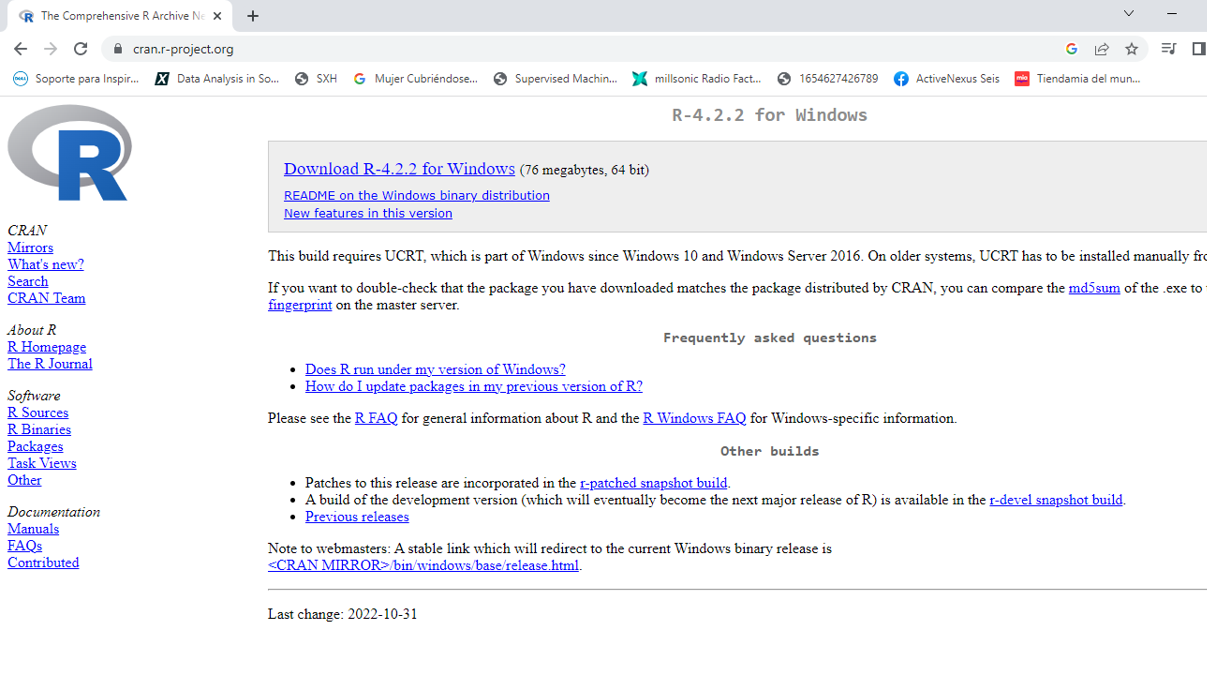 The Comprehensive R Archive Ne
cran.r-project.org
Soporte para Inspir... Data Analysis in So... SXH Mujer Cubriéndose... Supervised Machin... millsonic Radio Fact... 1654627426789 ActiveNexus Seis Tiendamia del mun...
R
R-4.2.2 for Windows
Download R-4.2.2 for Windows (76 megabytes, 64 bit)
README on the Windows binary distribution
New features in this version
CRAN
Mirrors
What's new?
Search
CRAN Team
About R
R Homepage
The R Journal
Software
R Sources
R Binaries
Packages
Task Views
Other
Documentation
Manuals
FAQs
Contributed
This build requires UCRT, which is part of Windows since Windows 10 and Windows Server 2016. On older systems, UCRT has to be installed manually
If you want to double-check that the package you have downloaded matches the package distributed by CRAN, you can compare the md5sum of the .exe to
fingerprint on the master server.
Frequently asked questions
• Does R run under my version of Windows?
• How do I update packages in my previous version of R?
Please see the R FAQ for general information about R and the R Windows FAQ for Windows-specific information.
Other builds
• Patches to this release are incorporated in the r-patched snapshot build.
• A build of the development version (which will eventually become the next major release of R) is available in the r-devel snapshot build.
• Previous releases
Note to webmasters: A stable link which will redirect to the current Windows binary release is
<CRAN MIRROR>/bin/windows/base/release.html.
Last change: 2022-10-31